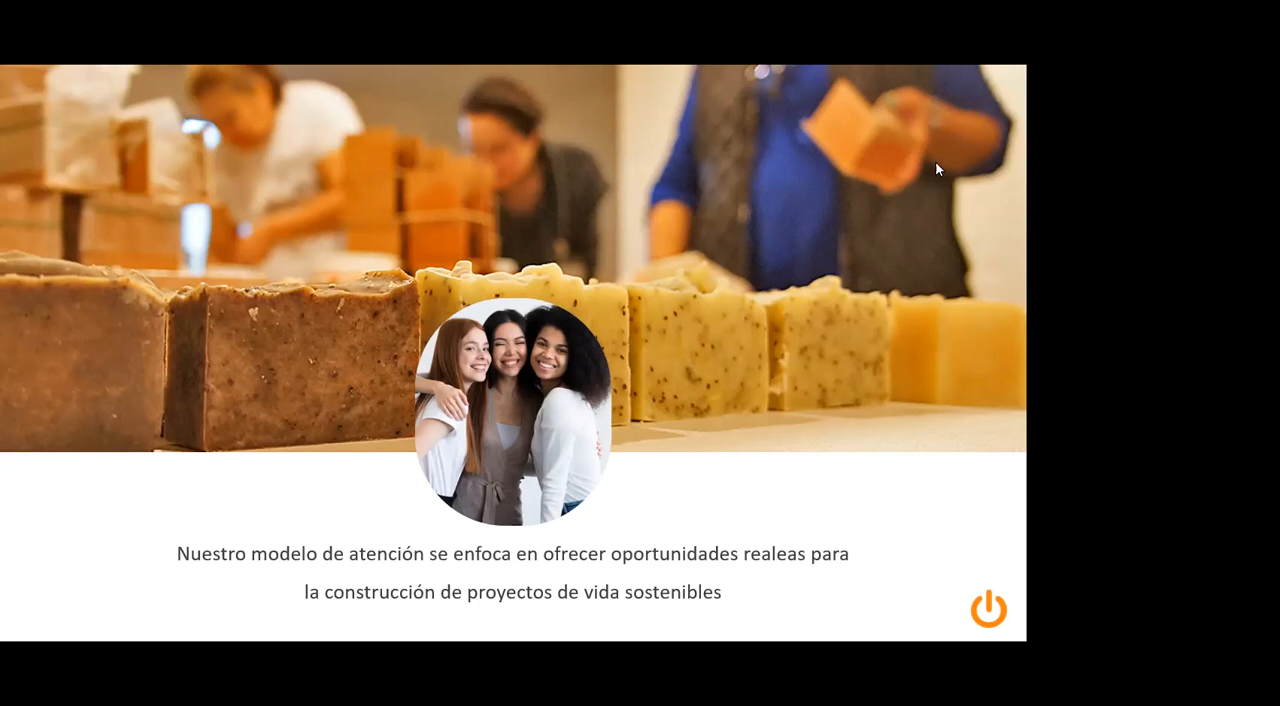 Nuestro modelo de atención se enfoca en ofrecer oportunidades realeas para
la construcción de proyectos de vida sostenibles